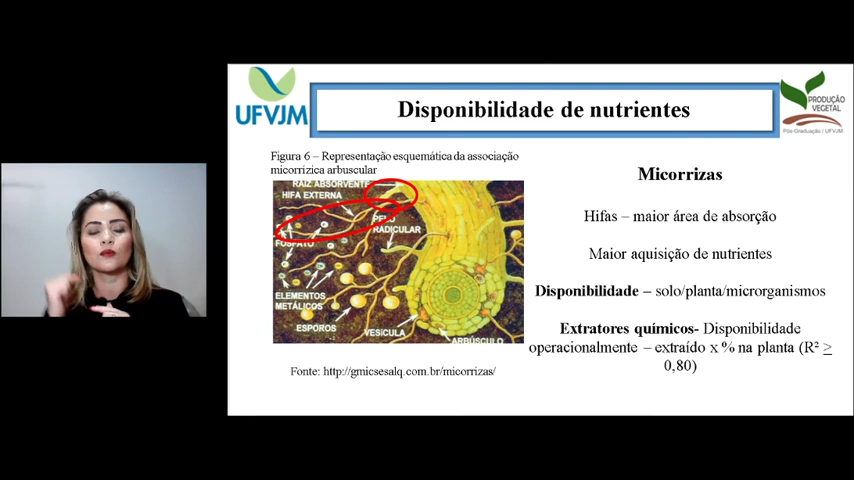 UFVJM
Disponibilidade de nutrientes
PRODUÇÃO
VEGETAL
Pós-Graduação / UFVJM
Figura 6 – Representação esquemática da associação
micorrízica arbuscular
RAIZ ABSORVENTE
HIFA EXTERNA
PELO
RADICULAR
FOSFATO
ELEMENTOS
METÁLICOS
ESPOROS
VESÍCULA
ARBÚSCULO
Fonte: http://gmicsesalq.com.br/micorrizas/
Micorrizas
Hifas – maior área de absorção
Maior aquisição de nutrientes
Disponibilidade – solo/planta/microrganismos
Extratores químicos- Disponibilidade
operacionalmente – extraído x % na planta (R² ≥
0,80)